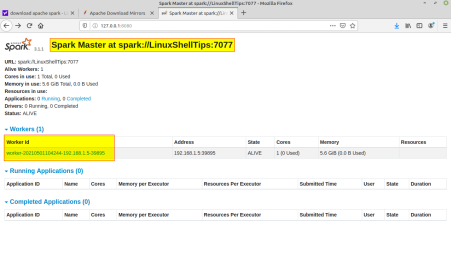 Spark Master at spark://LinuxShellTips:7077 - Mozilla Firefox
download apache spark - Li
Apache Download Mirrors
Spark Master at spark://Lin
127.0.0.1:8080
Spark 3.1.1 Spark Master at spark://LinuxShellTips:7077
URL: spark://LinuxShellTips:7077
Alive Workers: 1
Cores in use: 1 Total, 0 Used
Memory in use: 5.6 GiB Total, 0.0 B Used
Resources in use:
Applications: 0 Running, 0 Completed
Drivers: 0 Running, 0 Completed
Status: ALIVE
Workers (1)
Worker Id Address State Cores Memory Resources
worker-20210501104244-192.168.1.5-39895 192.168.1.5:39895 ALIVE 1 (0 Used) 5.6 GiB (0.0 B Used)
Running Applications (0)
Application ID Name Cores Memory per Executor Resources Per Executor Submitted Time User State Duration
Completed Applications (0)
Application ID Name Cores Memory per Executor Resources Per Executor Submitted Time User State Duration